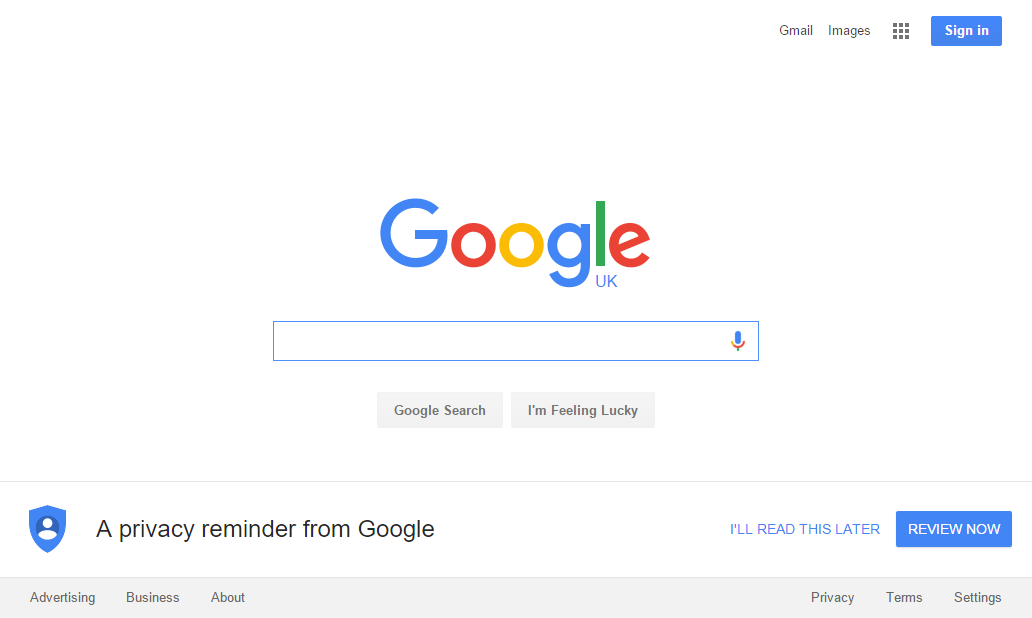 Gmail Images Sign in
Google
UK
Google Search I'm Feeling Lucky
A privacy reminder from Google I'LL READ THIS LATER REVIEW NOW
Advertising Business About Privacy Terms Settings